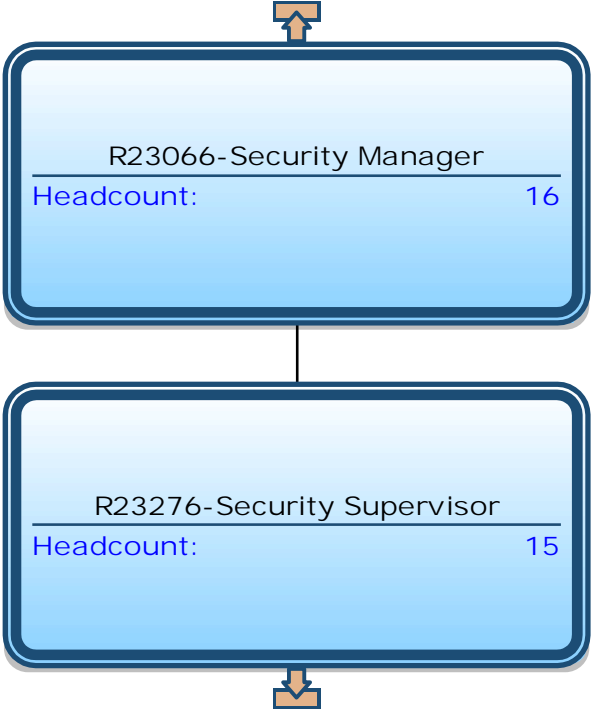 R23066-Security Manager
Headcount: 16
R23276-Security Supervisor
Headcount: 15